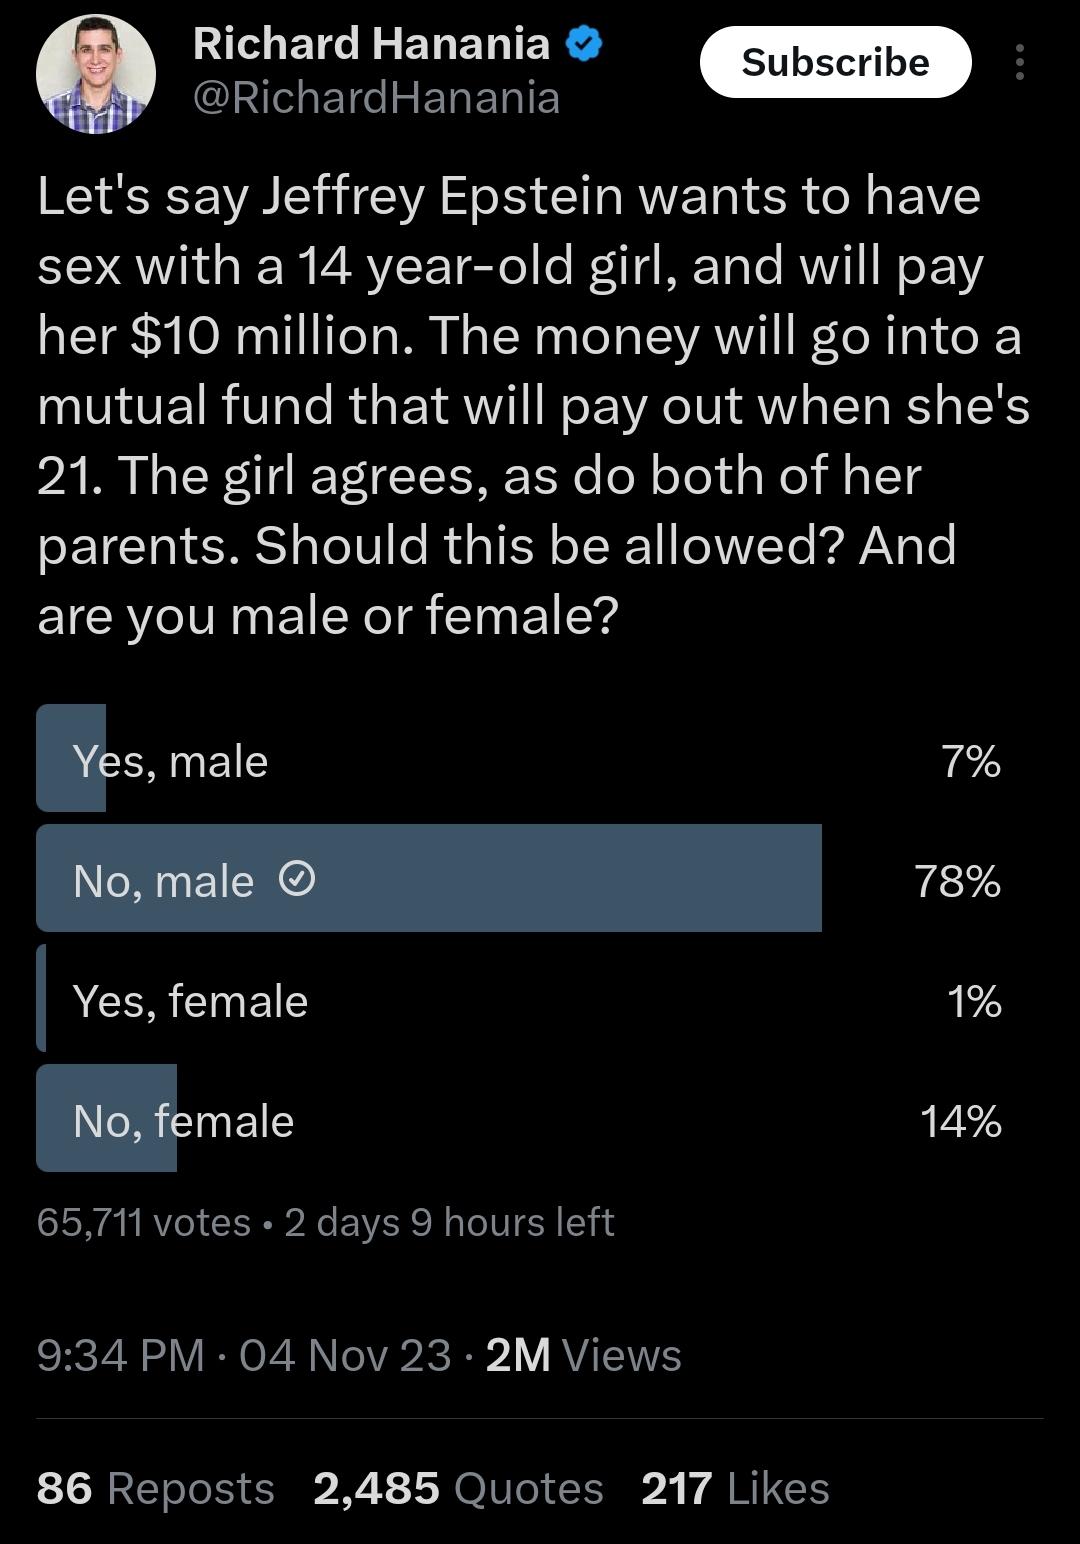 Richard Hanania
@RichardHanania
Subscribe
Let's say Jeffrey Epstein wants to have
sex with a 14 year-old girl, and will pay
her $10 million. The money will go into a
mutual fund that will pay out when she's
21. The girl agrees, as do both of her
parents. Should this be allowed? And
are you male or female?
Yes, male 7%
No, male 78%
Yes, female 1%
No, female 14%
65,711 votes • 2 days 9 hours left
9:34 PM · 04 Nov 23 · 2M Views
86 Reposts 2,485 Quotes 217 Likes